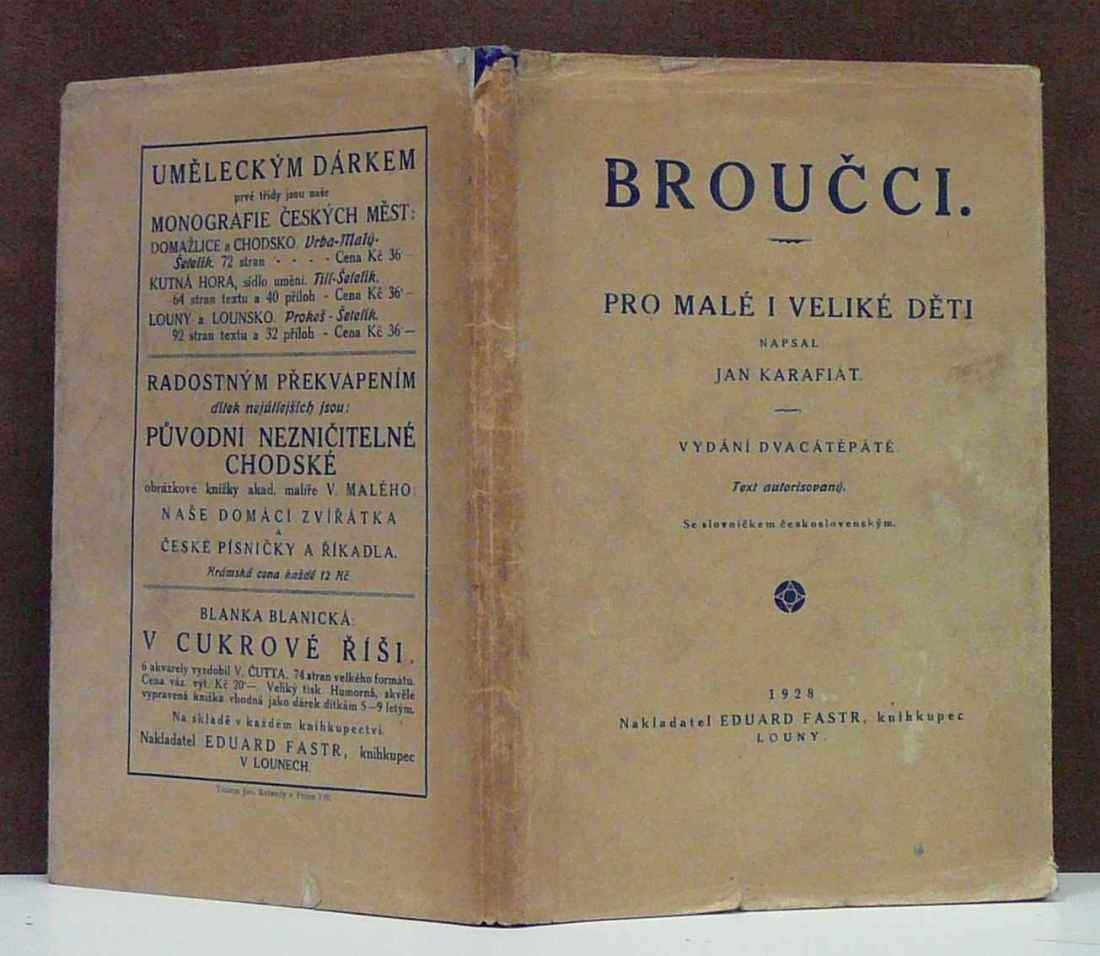 UMĚLECKÝM DÁRKEM
prvé třídy jsou naše
MONOGRAFIE ČESKÝCH MĚST:
DOMAŽLICE a CHODSKO. Vrba-Malý-
Šetelík. 72 stran - - - - Cena Kč 36—
KUTNÁ HORA, sídlo umění. Till-Šetelík.
64 stran textu a 40 příloh - Cena Kč 36'—
LOUNY a LOUNSKO. Prokeš - Šetelík.
92 stran textu a 32 příloh - Cena Kč 36'—
RADOSTNÝM PŘEKVAPENÍM
dítek nejútlejších jsou:
PŮVODNÍ NEZNIČITELNÉ
CHODSKÉ
obrázkové knížky akad. malíře V. MALÉHO:
NAŠE DOMÁCÍ ZVÍŘÁTKA
a
ČESKÉ PÍSNIČKY A ŘÍKADLA.
Krámská cena každé 12 Kč
BLANKA BLANICKÁ:
V CUKROVÉ ŘÍŠI.
6 akvarely vyzdobil V. ČUTTA. 74 stran velkého formátu.
Cena váz. výt. Kč 20'—. Veliký tisk. Humorná, skvěle
vypravená knížka vhodná jako dárek dítkám 5—9 letým.
Na skladě v každém knihkupectví.
Nakladatel EDUARD FASTR, knihkupec
V LOUNECH.
BROUČCI.
PRO MALÉ I VELIKÉ DĚTI
NAPSAL
JAN KARAFIÁT.
VYDÁNÍ DVACÁTÉPÁTÉ.
Text autorisovaný.
Se slovníčkem československým.
1928
Nakladatel EDUARD FASTR, knihkupec
LOUNY.